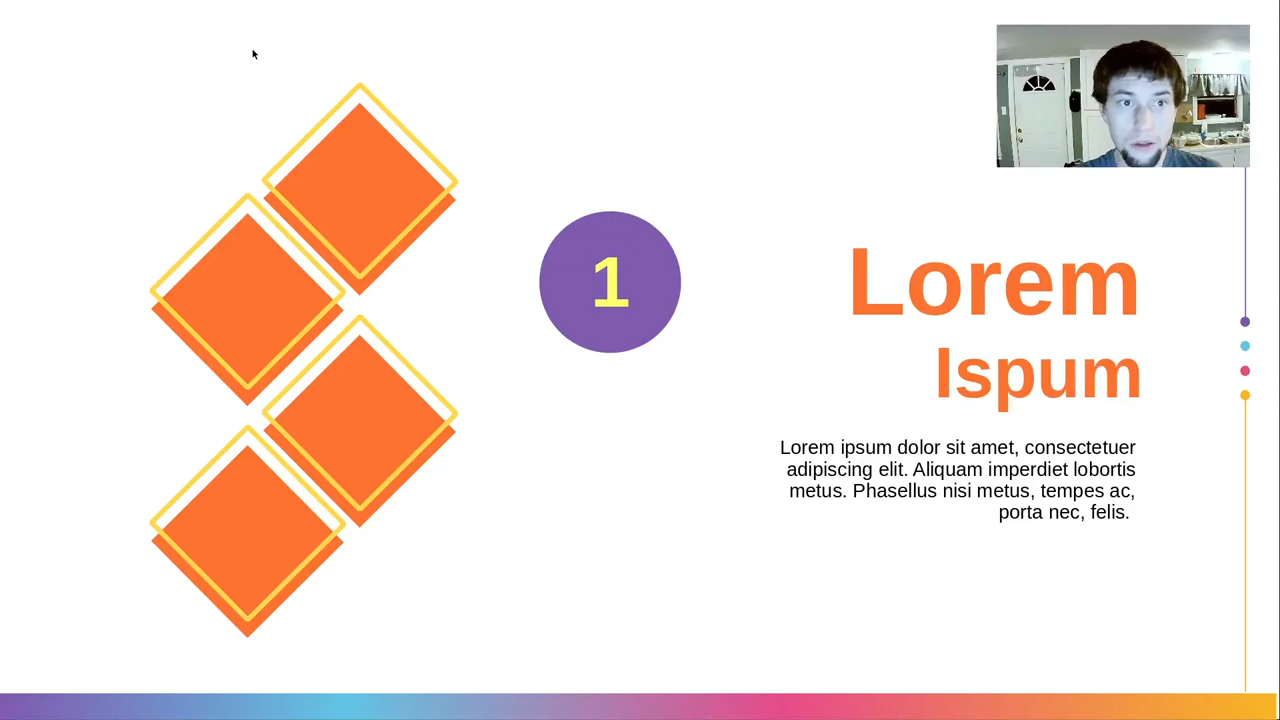 1
Lorem
Ispum
Lorem ipsum dolor sit amet, consectetuer
adipiscing elit. Aliquam imperdiet lobortis
metus. Phasellus nisi metus, tempes ac,
porta nec, felis.